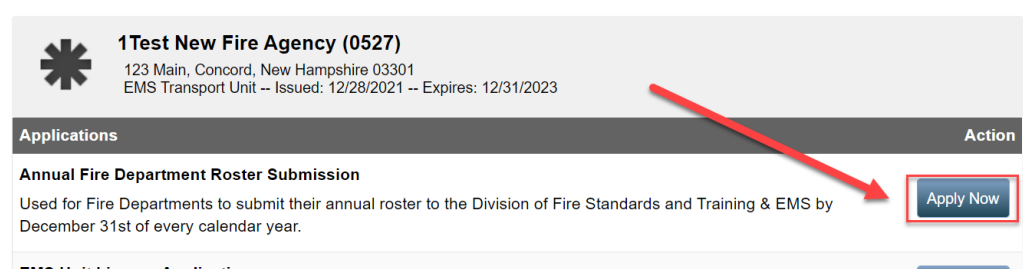 1Test New Fire Agency (0527)
123 Main, Concord, New Hampshire 03301
EMS Transport Unit -- Issued: 12/28/2021 -- Expires: 12/31/2023
Applications Action
Annual Fire Department Roster Submission
Used for Fire Departments to submit their annual roster to the Division of Fire Standards and Training & EMS by
December 31st of every calendar year.
Apply Now